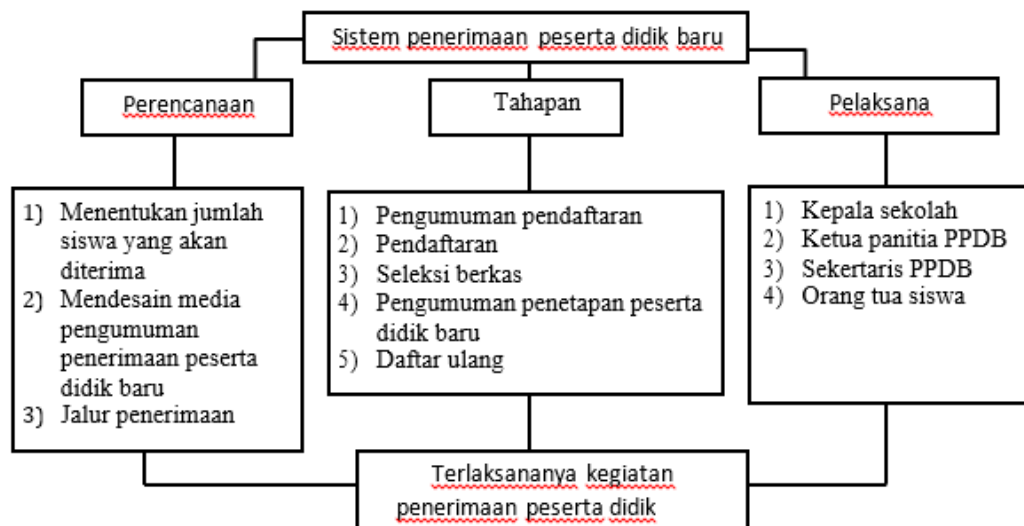 Sistem penerimaan peserta didik baru
Perencanaan
Tahapan
Pelaksana
1) Menentukan jumlah
siswa yang akan
diterima
2) Mendesain media
pengumuman
penerimaan peserta
didik baru
3) Jalur penerimaan
1) Pengumuman pendaftaran
2) Pendaftaran
3) Seleksi berkas
4) Pengumuman penetapan peserta
didik baru
5) Daftar ulang
1) Kepala sekolah
2) Ketua panitia PPDB
3) Sekertaris PPDB
4) Orang tua siswa
Terlaksananya kegiatan
penerimaan peserta didik